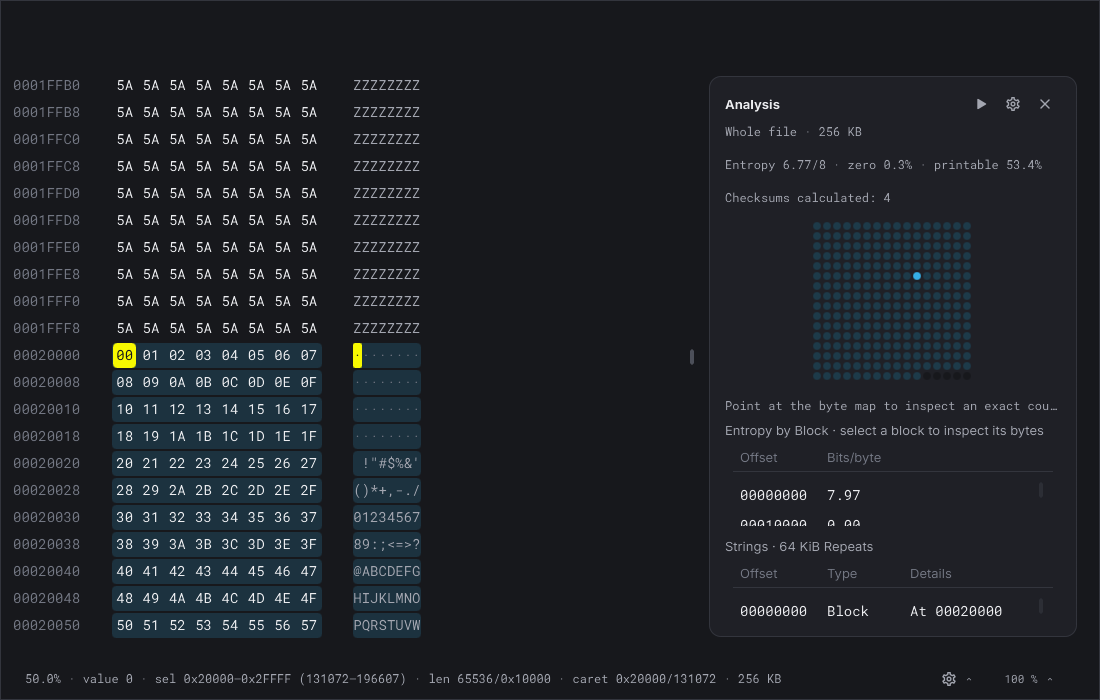 0001FFB0 5A 5A 5A 5A 5A 5A 5A 5A ZZZZZZZZ
0001FFB8 5A 5A 5A 5A 5A 5A 5A 5A ZZZZZZZZ
0001FFC0 5A 5A 5A 5A 5A 5A 5A 5A ZZZZZZZZ
0001FFC8 5A 5A 5A 5A 5A 5A 5A 5A ZZZZZZZZ
0001FFD0 5A 5A 5A 5A 5A 5A 5A 5A ZZZZZZZZ
0001FFD8 5A 5A 5A 5A 5A 5A 5A 5A ZZZZZZZZ
0001FFE0 5A 5A 5A 5A 5A 5A 5A 5A ZZZZZZZZ
0001FFE8 5A 5A 5A 5A 5A 5A 5A 5A ZZZZZZZZ
0001FFF0 5A 5A 5A 5A 5A 5A 5A 5A ZZZZZZZZ
0001FFF8 5A 5A 5A 5A 5A 5A 5A 5A ZZZZZZZZ
00020000 00 01 02 03 04 05 06 07 ········
00020008 08 09 0A 0B 0C 0D 0E 0F ········
00020010 10 11 12 13 14 15 16 17 ········
00020018 18 19 1A 1B 1C 1D 1E 1F ········
00020020 20 21 22 23 24 25 26 27  !"#$%&'
00020028 28 29 2A 2B 2C 2D 2E 2F ()*+,-./
00020030 30 31 32 33 34 35 36 37 01234567
00020038 38 39 3A 3B 3C 3D 3E 3F 89:;<=>?
00020040 40 41 42 43 44 45 46 47 @ABCDEFG
00020048 48 49 4A 4B 4C 4D 4E 4F HIJKLMNO
00020050 50 51 52 53 54 55 56 57 PQRSTUVW
Analysis
Whole file · 256 KB
Entropy 6.77/8 · zero 0.3% · printable 53.4%
Checksums calculated: 4
Point at the byte map to inspect an exact cou…
Entropy by Block · select a block to inspect its bytes
Offset Bits/byte
00000000 7.97
00010000 0.00
Strings · 64 KiB Repeats
Offset Type Details
00000000 Block At 00020000
50.0% · value 0 · sel 0x20000–0x2FFFF (131072–196607) · len 65536/0x10000 · caret 0x20000/131072 · 256 KB
100 %